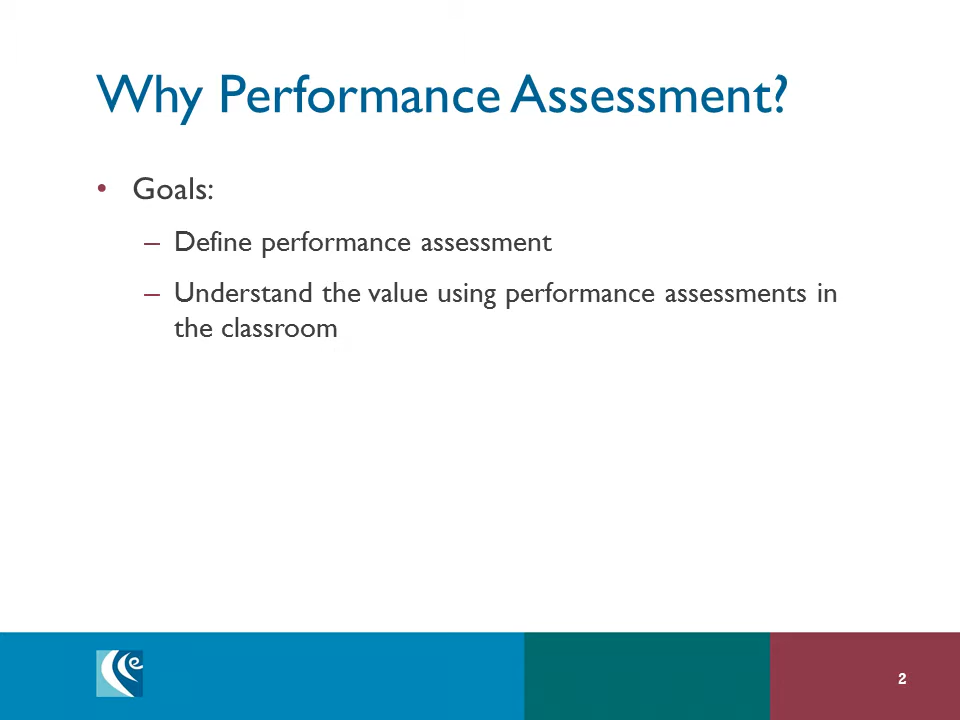 Why Performance Assessment?
• Goals:
– Define performance assessment
– Understand the value using performance assessments in
the classroom
e
2